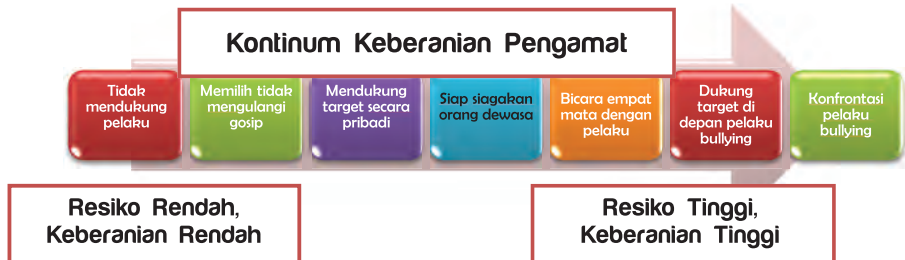 Kontinum Keberanian Pengamat
Tidak
mendukung
pelaku
Memilih tidak
mengulangi
gosip
Mendukung
target secara
pribadi
Siap siagakan
orang dewasa
Bicara empat
mata dengan
pelaku
Dukung
target di
depan pelaku
bullying
Konfrontasi
pelaku
bullying
Resiko Rendah,
Keberanian Rendah
Resiko Tinggi,
Keberanian Tinggi